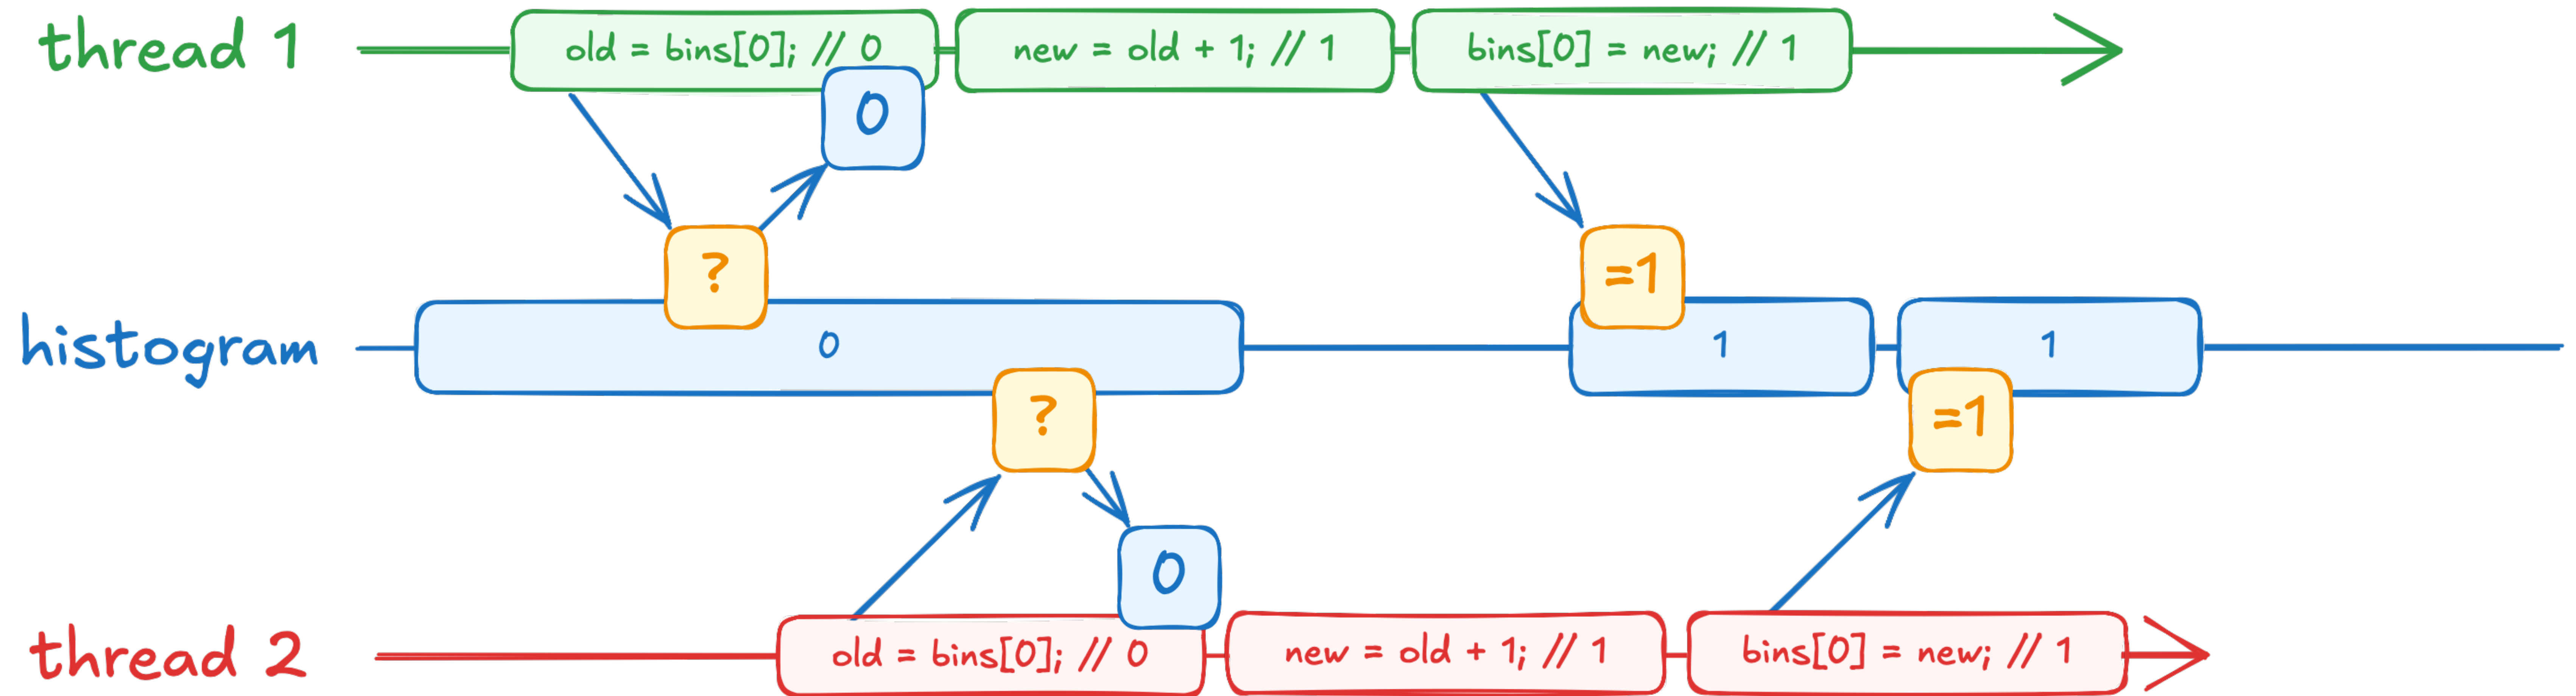 thread 1
old = bins[0]; // 0
new = old + 1; // 1
bins[0] = new; // 1
0
?
=1
histogram
0
1
1
?
=1
0
thread 2
old = bins[0]; // 0
new = old + 1; // 1
bins[0] = new; // 1